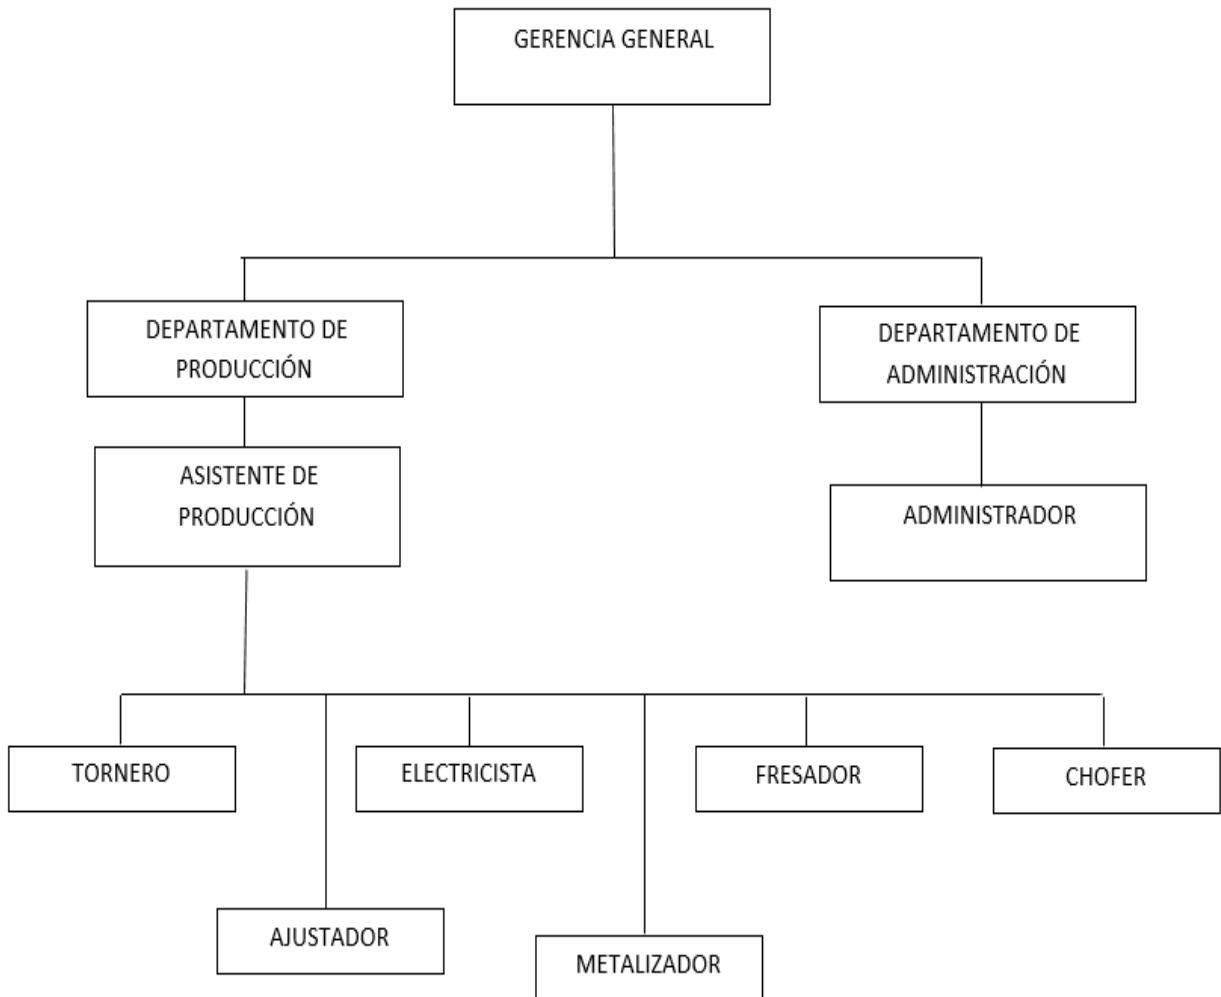 GERENCIA GENERAL
DEPARTAMENTO DE
PRODUCCIÓN
DEPARTAMENTO DE
ADMINISTRACIÓN
ASISTENTE DE
PRODUCCIÓN
ADMINISTRADOR
TORNERO
ELECTRICISTA
FRESADOR
CHOFER
AJUSTADOR
METALIZADOR